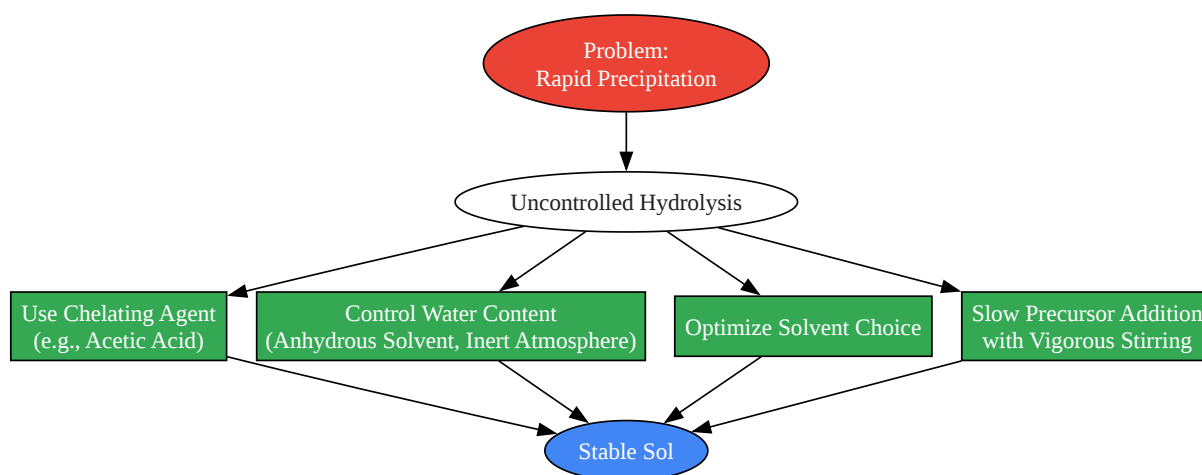 Problem:
Rapid Precipitation
Uncontrolled Hydrolysis
Use Chelating Agent
(e.g., Acetic Acid)
Control Water Content
(Anhydrous Solvent, Inert Atmosphere)
Optimize Solvent Choice
Slow Precursor Addition
with Vigorous Stirring
Stable Sol